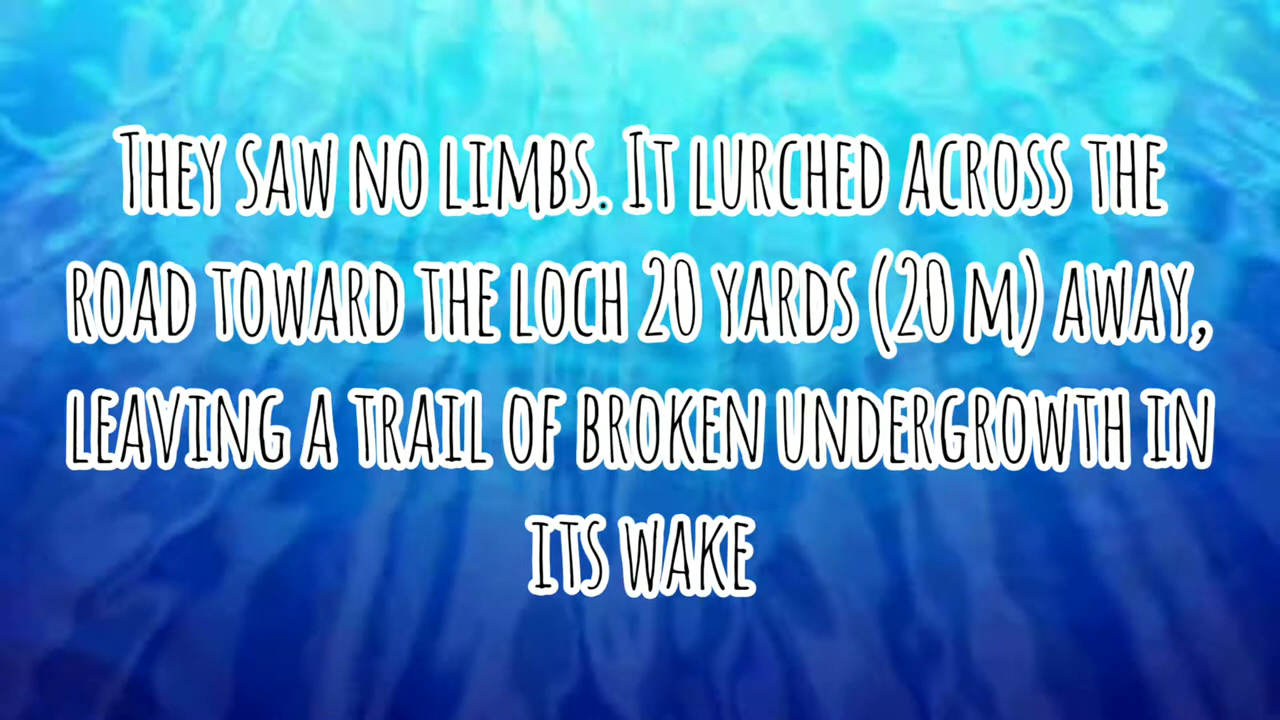 They saw no limbs. It lurched across the
road toward the loch 20 yards (20 m) away,
leaving a trail of broken undergrowth in
its wake